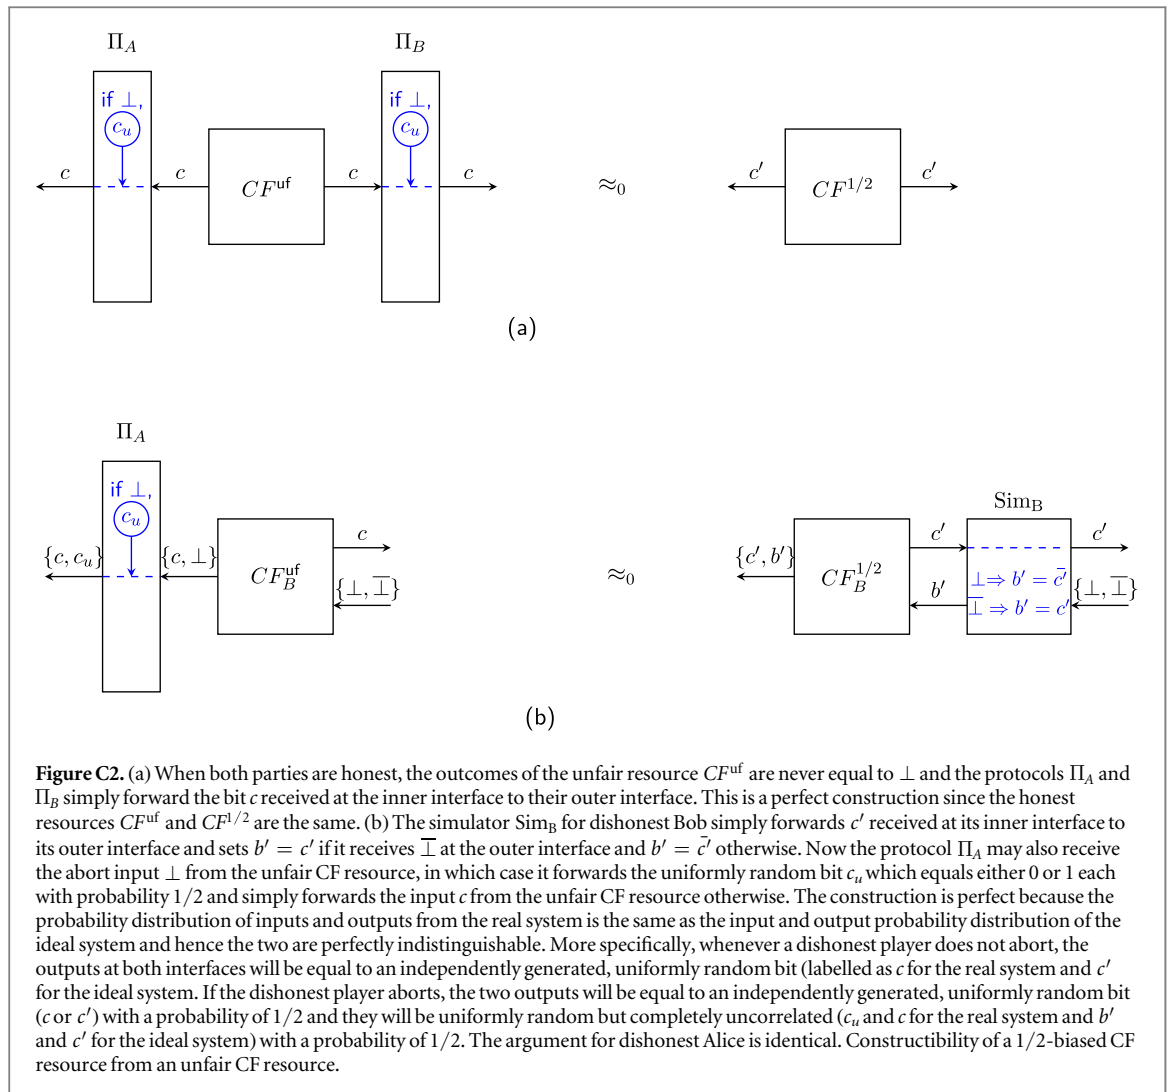 Π_A Π_B
if ⊥, if ⊥,
c_u c_u
c c CF^uf c c ≈_0 c′ CF^{1/2} c′
(a)
Π_A
if ⊥, Sim_B
c_u c c′ c′
{c, c_u} {c, ⊥} CF_B^uf {⊥, ⊥̅} ≈_0 {c′, b′} CF_B^{1/2} b′ ⊥ ⇒ b′ = c̄′ {⊥, ⊥̅}
⊥̅ ⇒ b′ = c′
(b)
Figure C2. (a) When both parties are honest, the outcomes of the unfair resource CF^uf are never equal to ⊥ and the protocols Π_A and
Π_B simply forward the bit c received at the inner interface to their outer interface. This is a perfect construction since the honest
resources CF^uf and CF^{1/2} are the same. (b) The simulator Sim_B for dishonest Bob simply forwards c′ received at its inner interface to
its outer interface and sets b′ = c′ if it receives ⊥̅ at the outer interface and b′ = c̄′ otherwise. Now the protocol Π_A may also receive
the abort input ⊥ from the unfair CF resource, in which case it forwards the uniformly random bit c_u which equals either 0 or 1 each
with probability 1/2 and simply forwards the input c from the unfair CF resource otherwise. The construction is perfect because the
probability distribution of inputs and outputs from the real system is the same as the input and output probability distribution of the
ideal system and hence the two are perfectly indistinguishable. More specifically, whenever a dishonest player does not abort, the
outputs at both interfaces will be equal to an independently generated, uniformly random bit (labelled as c for the real system and c′
for the ideal system. If the dishonest player aborts, the two outputs will be equal to an independently generated, uniformly random bit
(c or c′) with a probability of 1/2 and they will be uniformly random but completely uncorrelated (c_u and c for the real system and b′
and c′ for the ideal system) with a probability of 1/2. The argument for dishonest Alice is identical. Constructibility of a 1/2-biased CF
resource from an unfair CF resource.